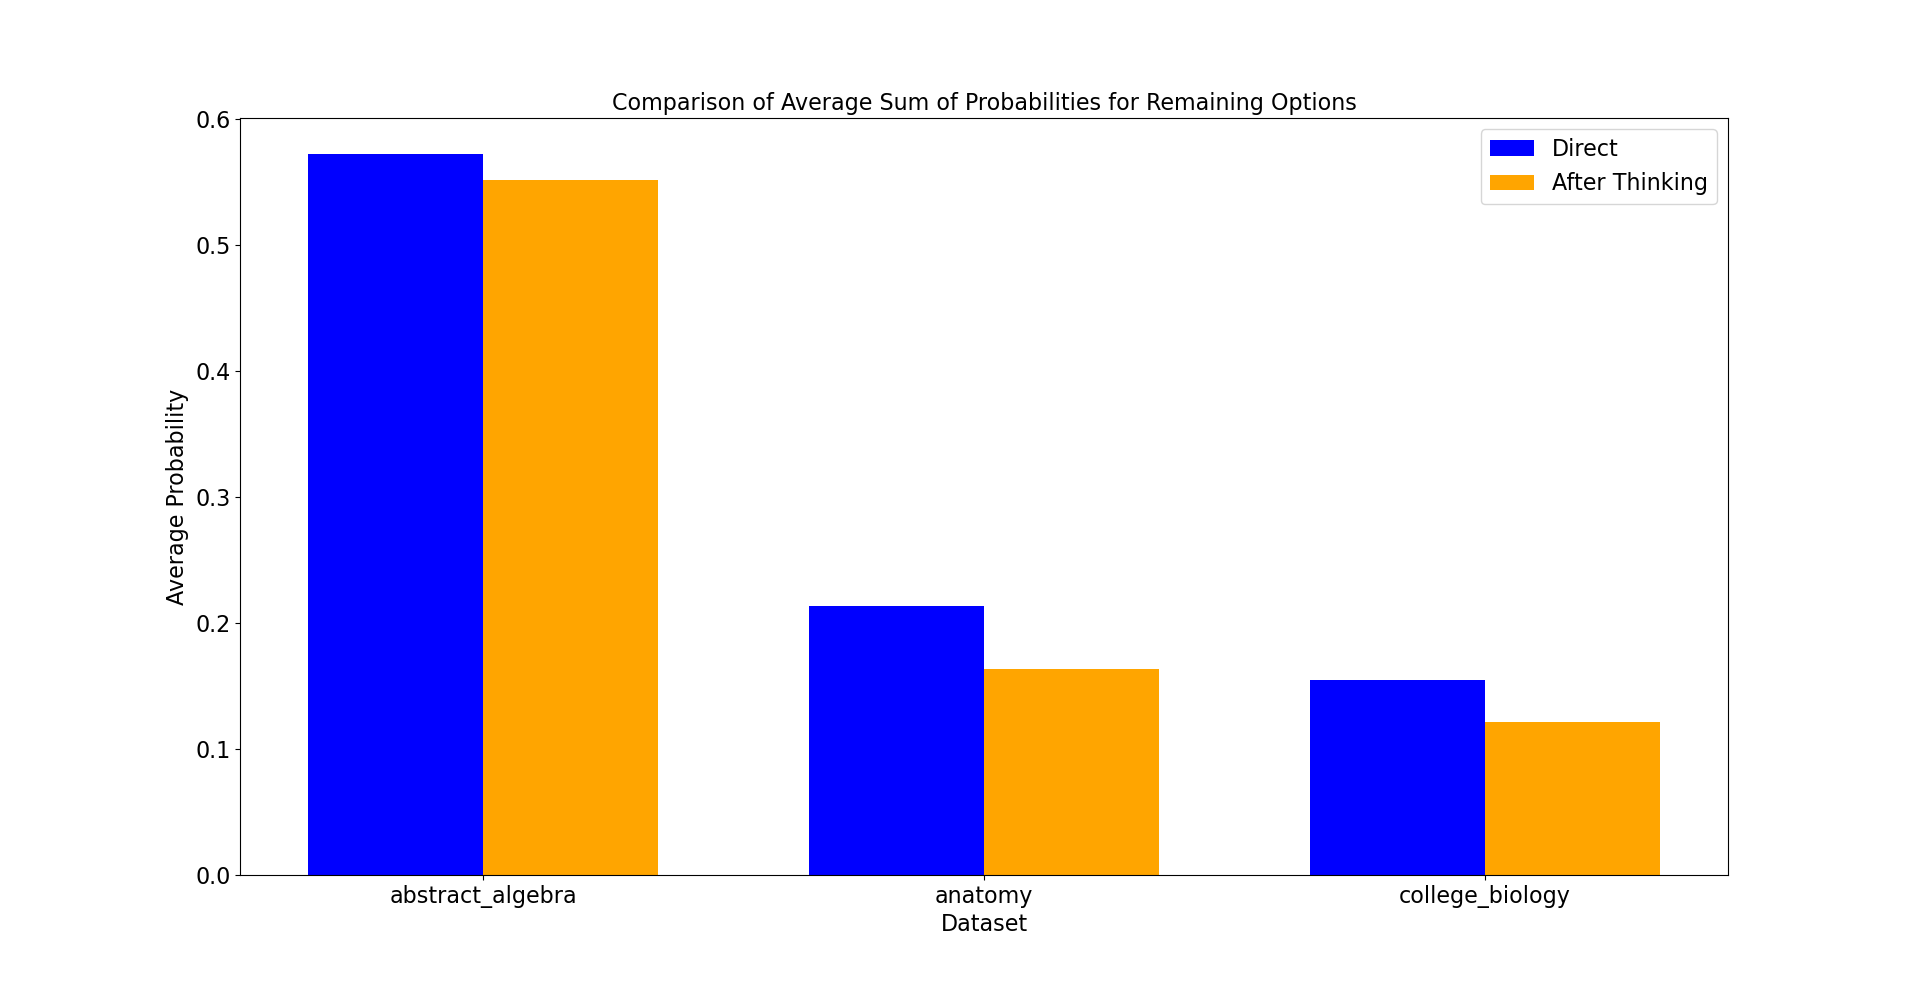 Comparison of Average Sum of Probabilities for Remaining Options
Direct
After Thinking
Average Probability
0.6
0.5
0.4
0.3
0.2
0.1
0.0
abstract_algebra
anatomy
college_biology
Dataset